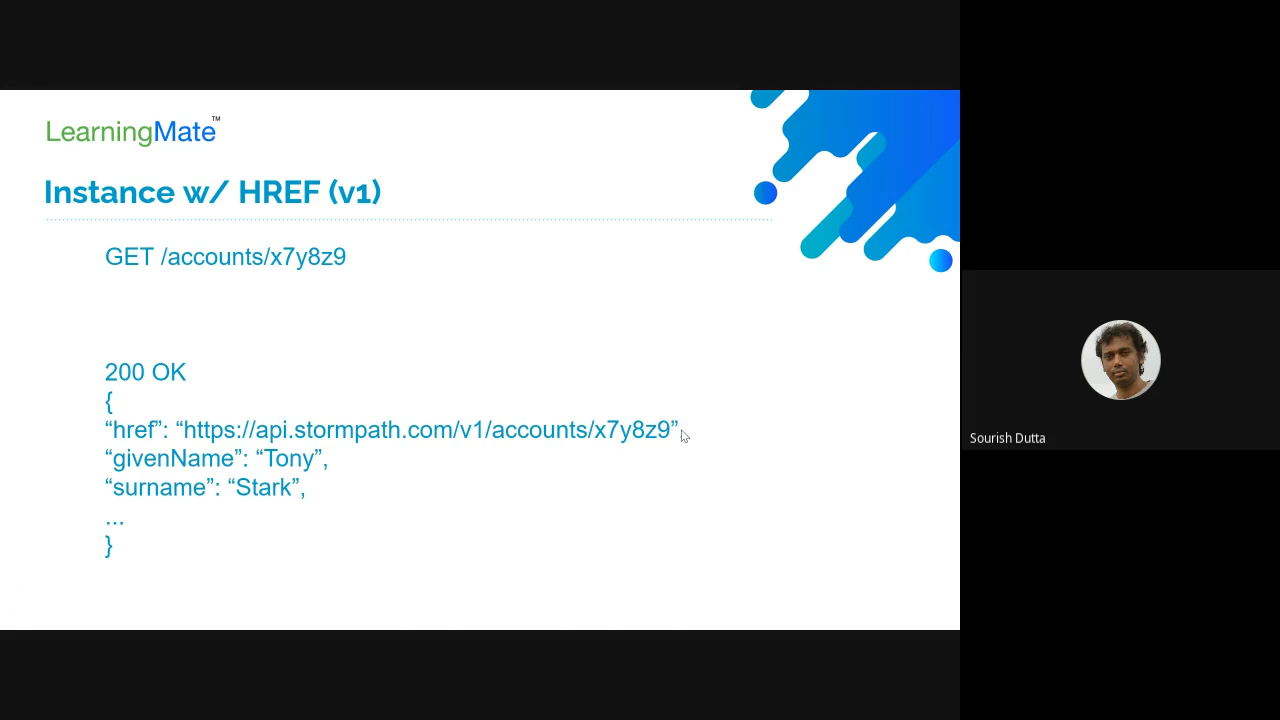 LearningMate™
Instance w/ HREF (v1)
GET /accounts/x7y8z9
200 OK
{
“href”: “https://api.stormpath.com/v1/accounts/x7y8z9”
“givenName”: “Tony”,
“surname”: “Stark”,
...
}
Sourish Dutta